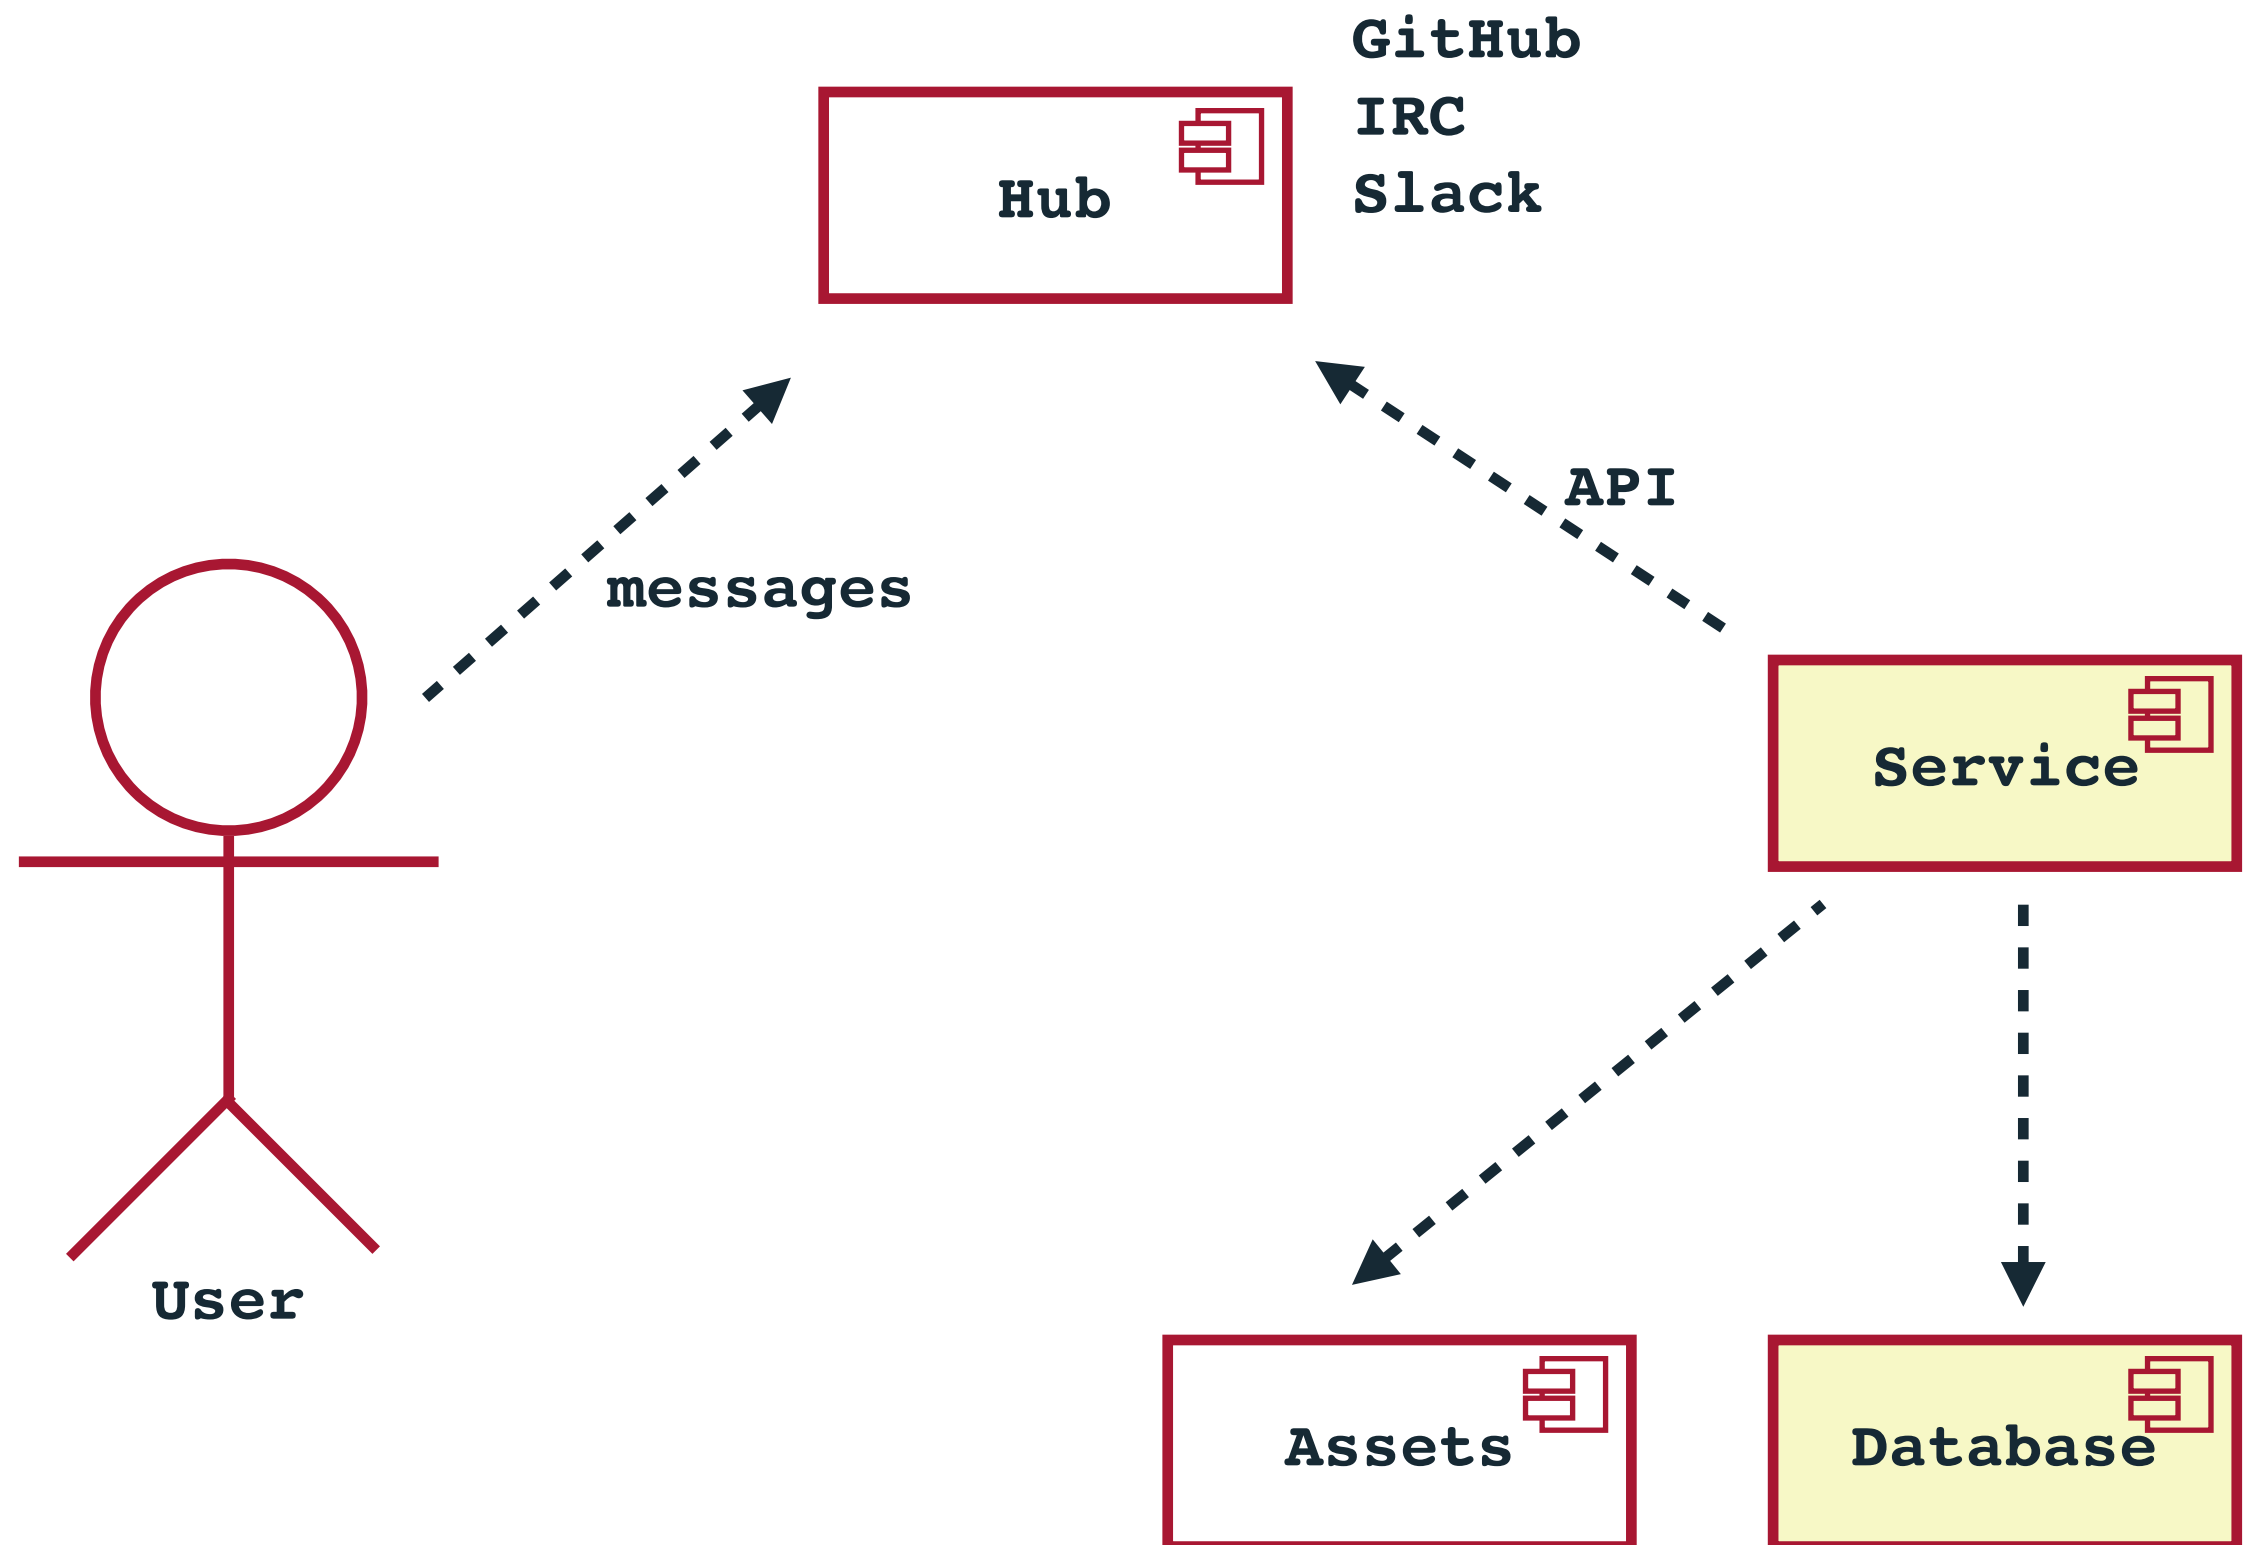 GitHub
IRC
Slack
Hub
API
messages
Service
User
Assets
Database